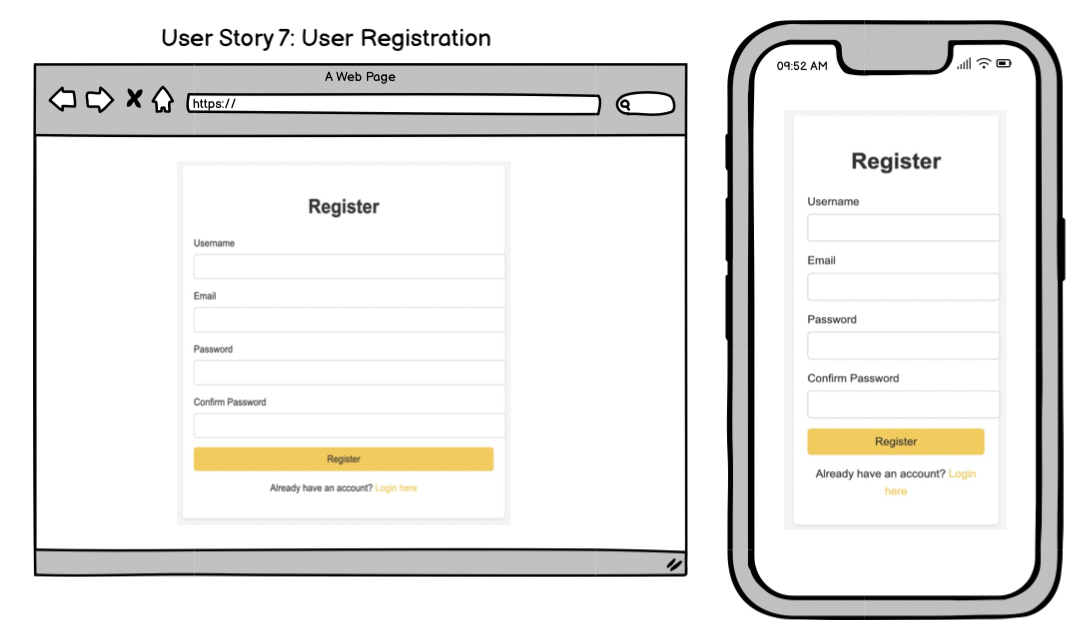 User Story 7: User Registration
A Web Page
https://
Register
Username
Email
Password
Confirm Password
Register
Already have an account? Login here
09:52 AM
Register
Username
Email
Password
Confirm Password
Register
Already have an account? Login
here